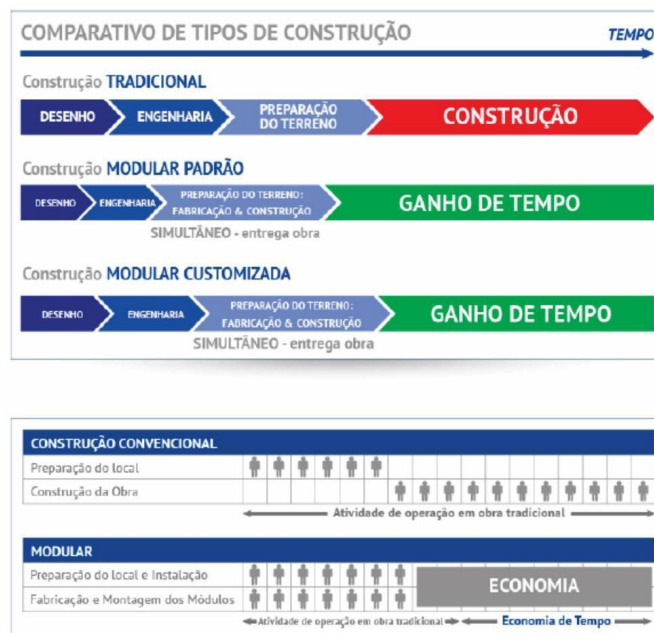 COMPARATIVO DE TIPOS DE CONSTRUÇÃO
TEMPO
Construção TRADICIONAL
DESENHO
ENGENHARIA
PREPARAÇÃO
DO TERRENO
CONSTRUÇÃO
Construção MODULAR PADRÃO
DESENHO
ENGENHARIA
PREPARAÇÃO DO TERRENO:
FABRICAÇÃO & CONSTRUÇÃO
GANHO DE TEMPO
SIMULTÂNEO - entrega obra
Construção MODULAR CUSTOMIZADA
DESENHO
ENGENHARIA
PREPARAÇÃO DO TERRENO:
FABRICAÇÃO & CONSTRUÇÃO
GANHO DE TEMPO
SIMULTÂNEO - entrega obra
CONSTRUÇÃO CONVENCIONAL
Preparação do local
Construção da Obra
Atividade de operação em obra tradicional
MODULAR
Preparação do local e Instalação
Fabricação e Montagem dos Módulos
ECONOMIA
Atividade de operação em obra tradicional
Economia de Tempo